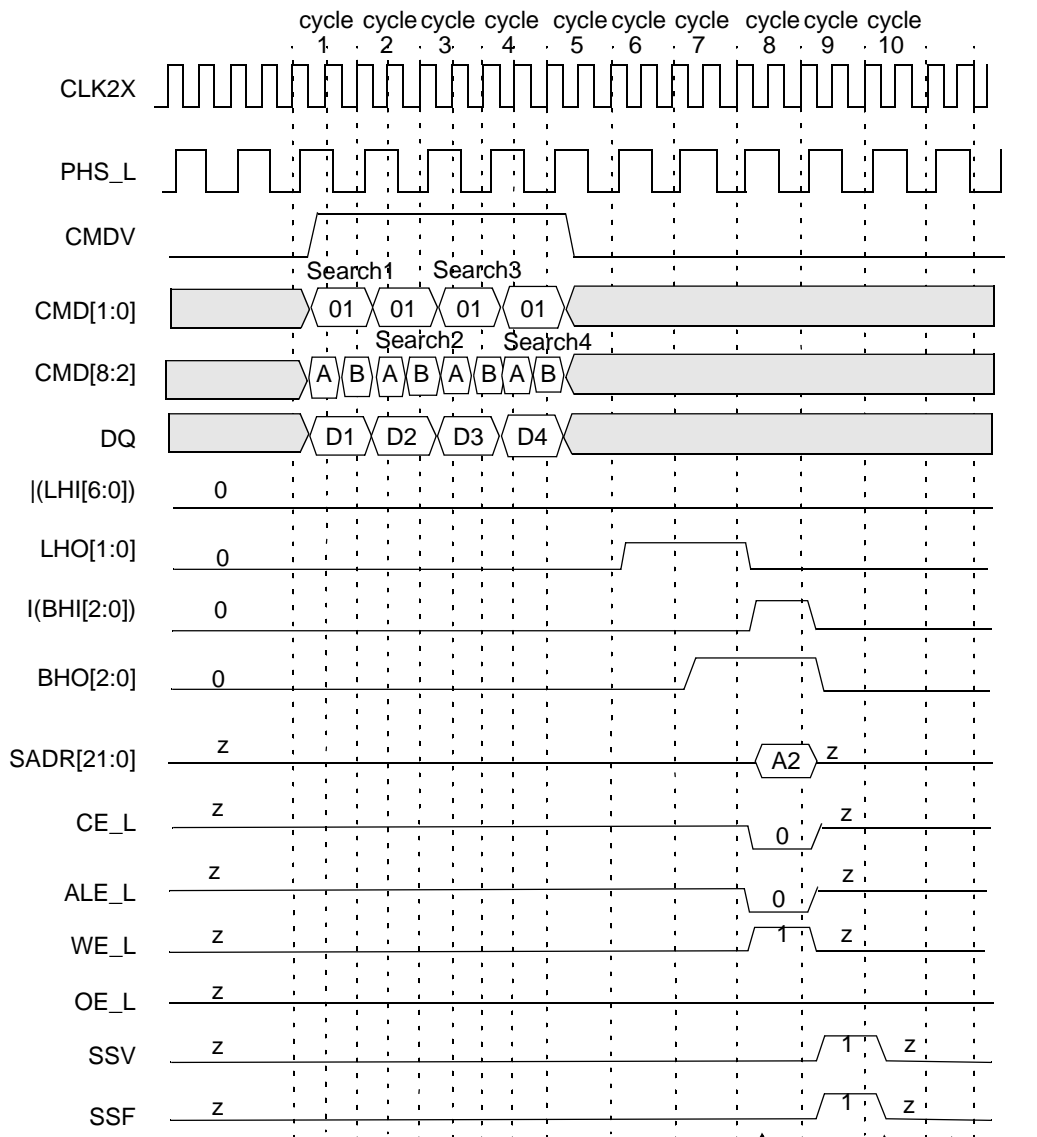 cycle cycle cycle cycle cycle cycle cycle cycle cycle cycle
1 2 3 4 5 6 7 8 9 10
CLK2X
PHS_L
CMDV
Search1 Search3
CMD[1:0] 01 01 01 01
Search2 Search4
CMD[8:2] A B A B A B A B
DQ D1 D2 D3 D4
|(LHI[6:0]) 0
LHO[1:0] 0
I(BHI[2:0]) 0
BHO[2:0] 0
SADR[21:0] z A2 z
CE_L z 0 z
ALE_L z 0 z
WE_L z 1 z
OE_L z
SSV z 1 z
SSF z 1 z